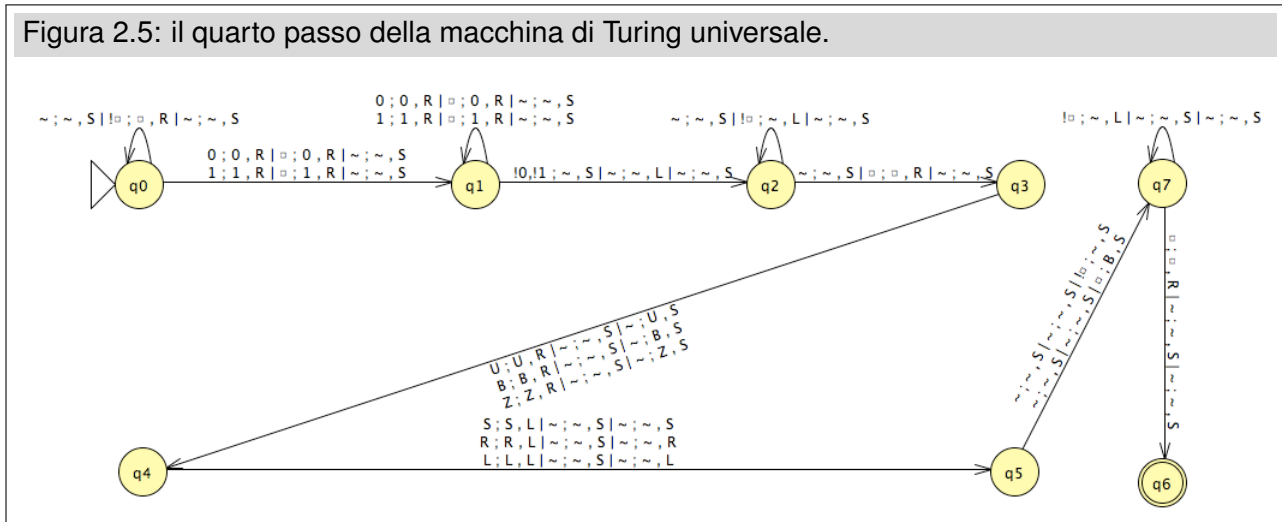 Figura 2.5: il quarto passo della macchina di Turing universale.
~;~,S|!□;□,R|~;~,S
0;0,R|□;0,R|~;~,S
1;1,R|□;1,R|~;~,S
~;~,S|!□;~,L|~;~,S
!□;~,L|~;~,S|~;~,S
0;0,R|□;0,R|~;~,S
1;1,R|□;1,R|~;~,S
!0,!1;~,S|~;~,L|~;~,S
~;~,S|□;□,R|~;~,S
q0
q1
q2
q3
q7
U;U,R|~;~,S|~;U,S
B;B,R|~;~,S|~;B,S
Z;Z,R|~;~,S|~;Z,S
~;~,S|~;~,S|!□;~,S
~;~,S|~;~,S|□;B,S
□;□,R|~;~,S|~;~,S
S;S,L|~;~,S|~;~,S
R;R,L|~;~,S|~;~,R
L;L,L|~;~,S|~;~,L
q4
q5
q6